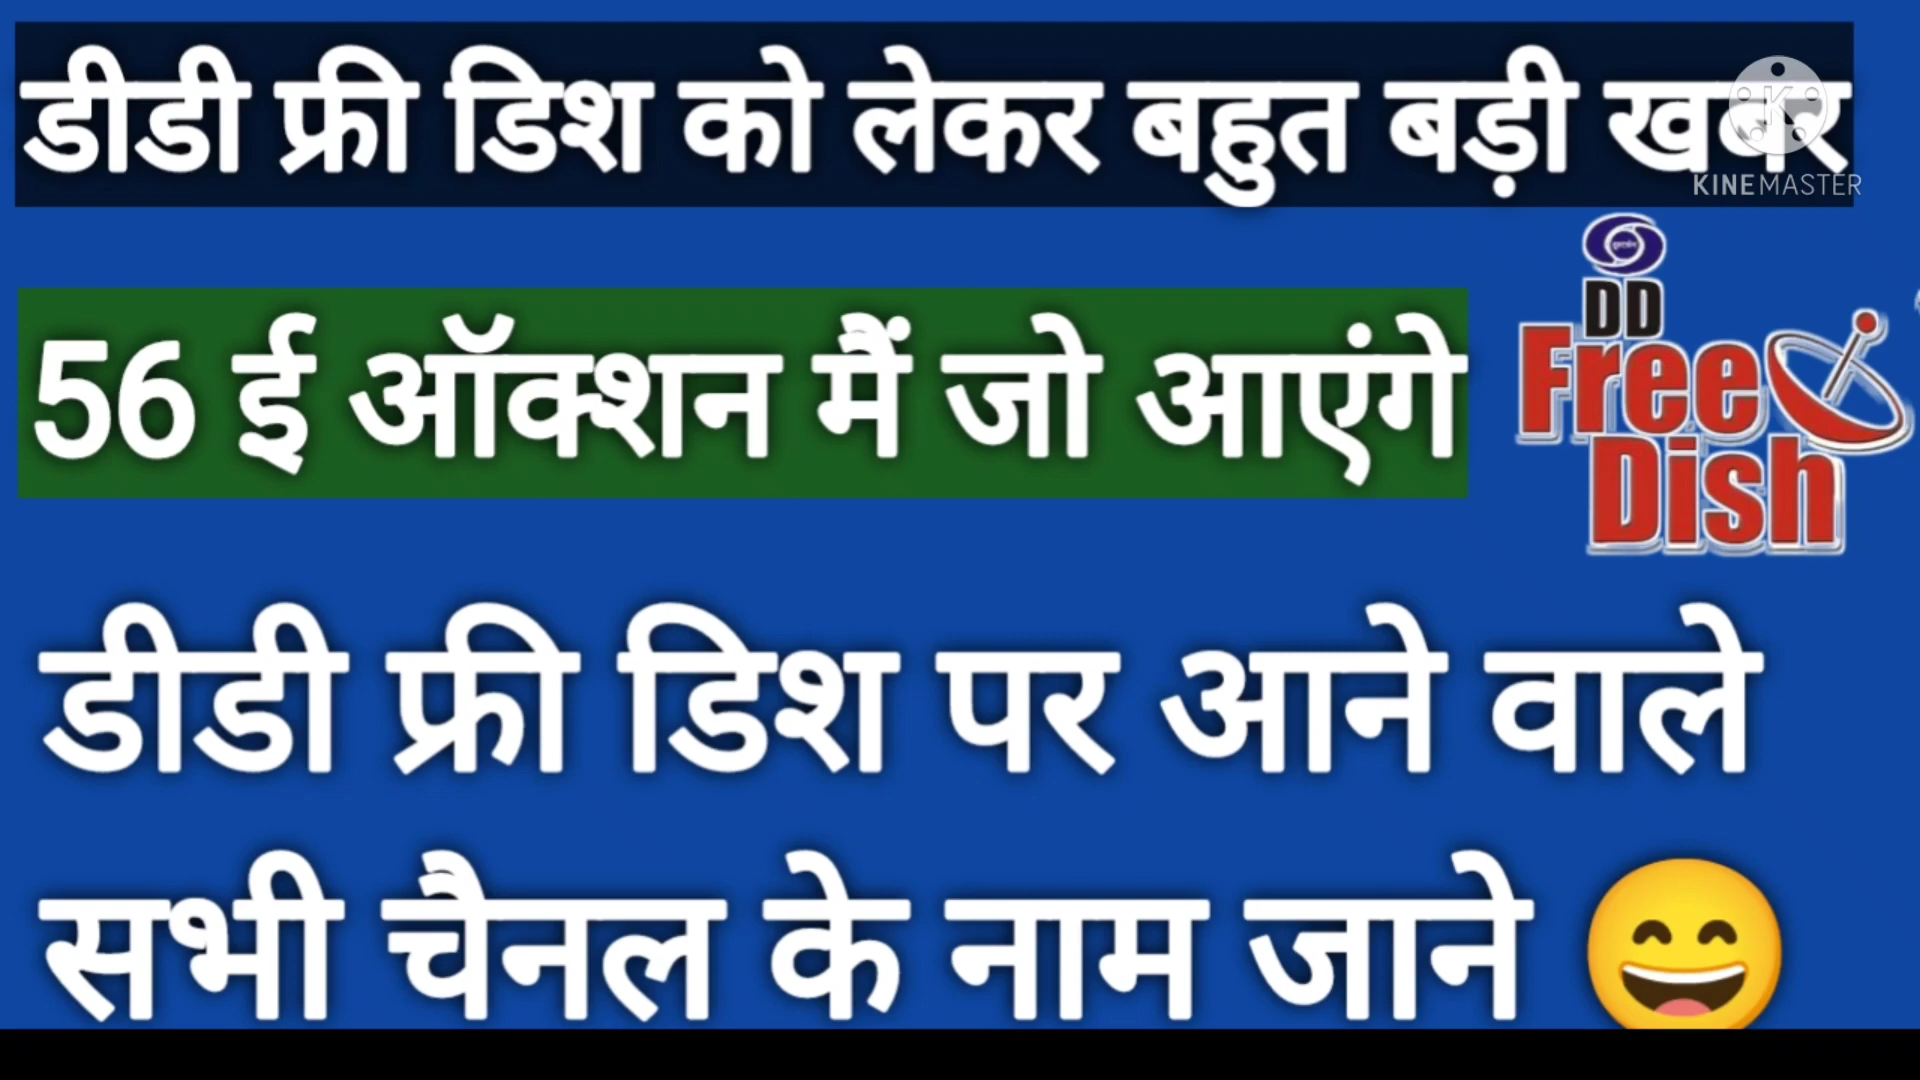 डीडी फ्री डिश को लेकर बहुत बड़ी खबर
KINEMASTER
56 ई ऑक्शन मैं जो आएंगे
DD
Free
Dish
डीडी फ्री डिश पर आने वाले
सभी चैनल के नाम जाने 😄